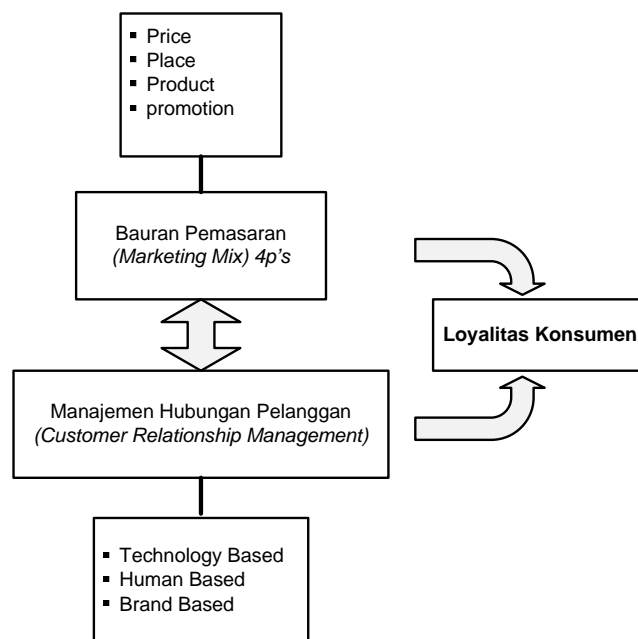 ▪ Price
▪ Place
▪ Product
▪ promotion
Bauran Pemasaran
(Marketing Mix) 4p's
Loyalitas Konsumen
Manajemen Hubungan Pelanggan
(Customer Relationship Management)
▪ Technology Based
▪ Human Based
▪ Brand Based